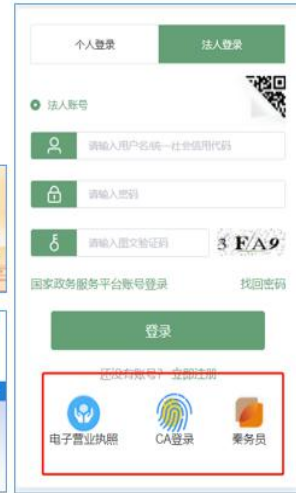 个人登录 法人登录
法人账号
请输入用户名/统一社会信用代码
请输入密码
请输入图文验证码 3 F/A9
国家政务服务平台账号登录 找回密码
登录
还没有账号? 立即注册
电子营业执照 CA登录 秦务员